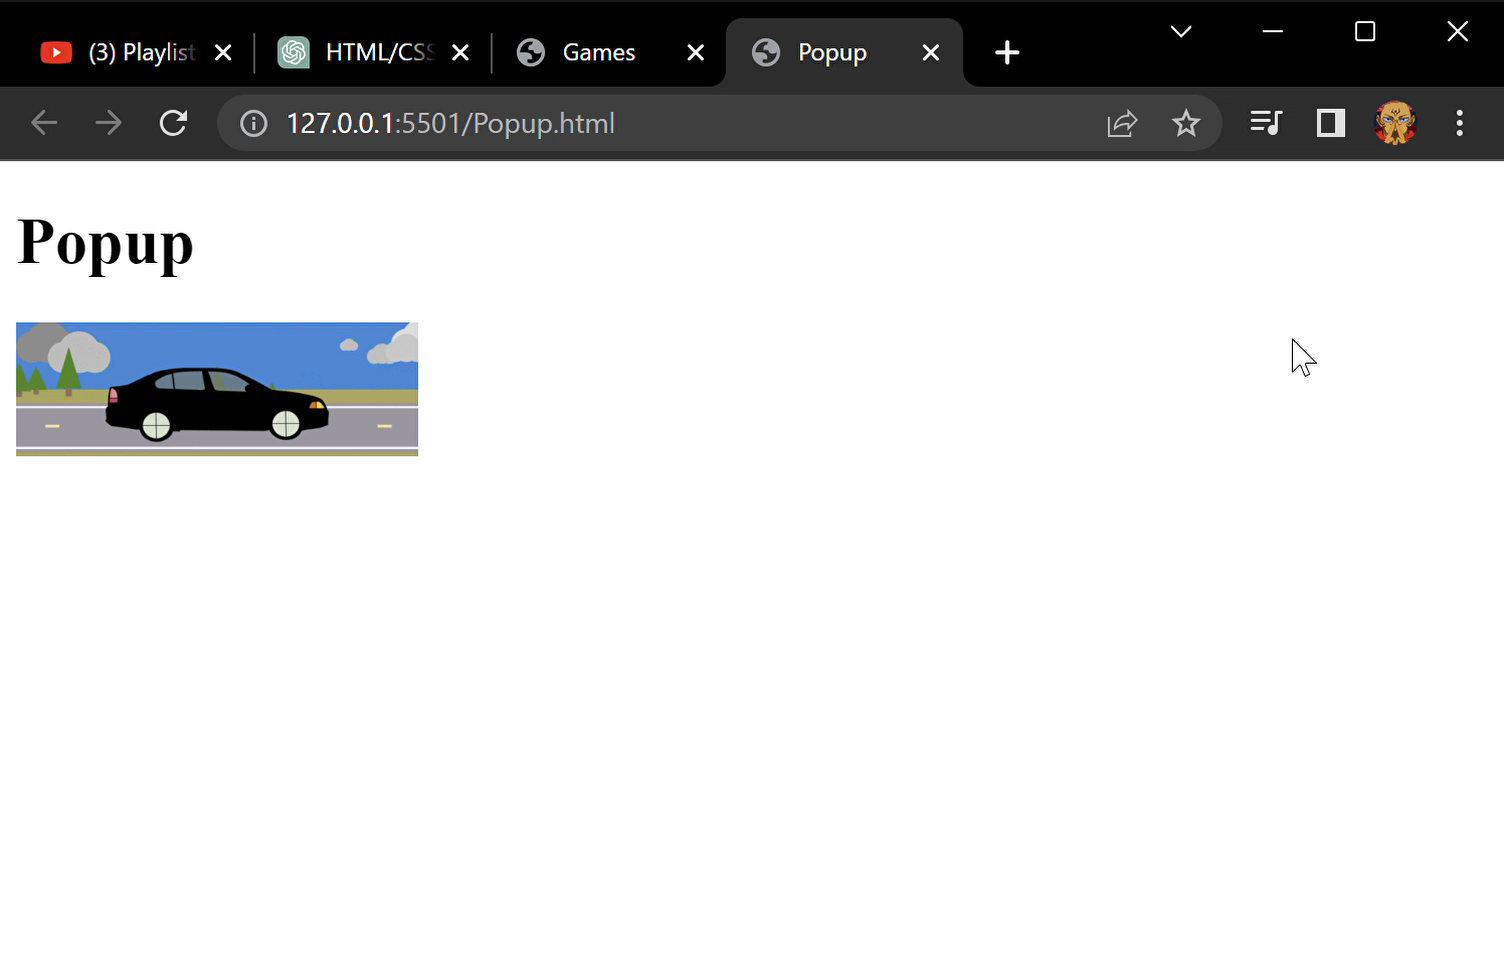 (3) Playlist
HTML/CSS
Games
Popup
127.0.0.1:5501/Popup.html
Popup